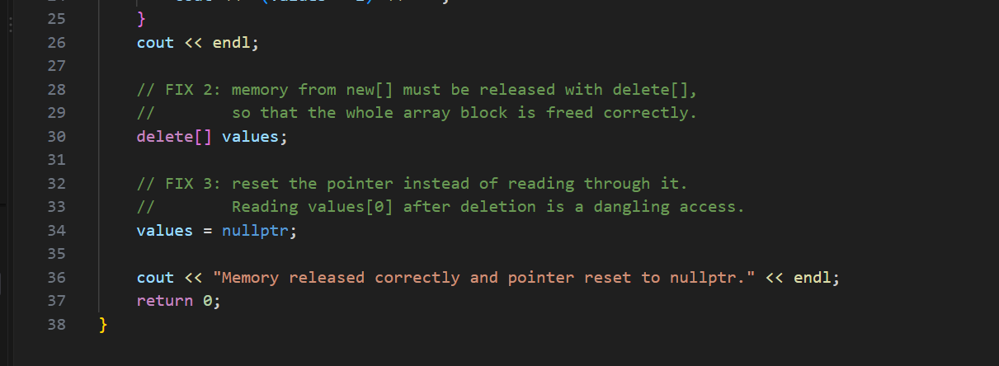 25 }
26 cout << endl;
27
28 // FIX 2: memory from new[] must be released with delete[],
29 //        so that the whole array block is freed correctly.
30 delete[] values;
31
32 // FIX 3: reset the pointer instead of reading through it.
33 //        Reading values[0] after deletion is a dangling access.
34 values = nullptr;
35
36 cout << "Memory released correctly and pointer reset to nullptr." << endl;
37 return 0;
38 }